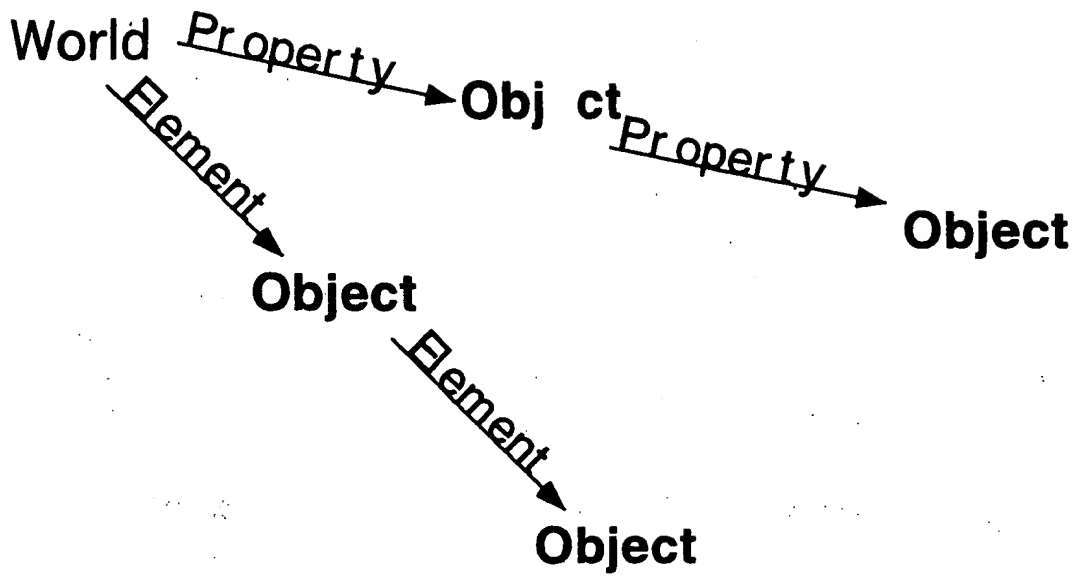 World
Property
Obj ct
Property
Object
Element
Object
Element
Object